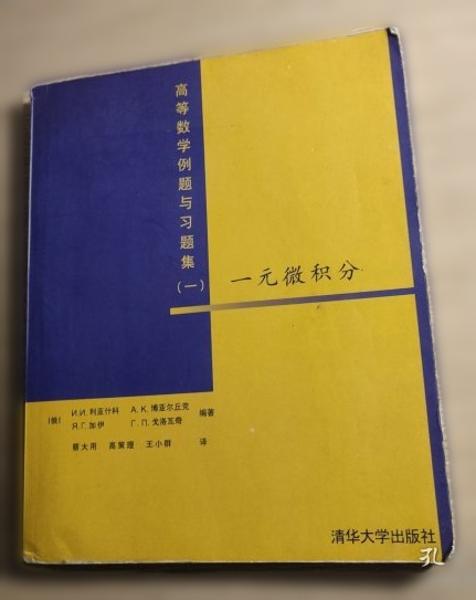 高等数学例题与习题集
(一)
一元微积分
(俄) И.И. 利亚什科 А.К. 博亚尔丘克
Я.Г. 加伊 Г.П. 戈洛瓦奇 编著
蔡大用 高策理 王小群 译
清华大学出版社
孔